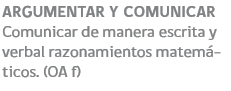 ARGUMENTAR Y COMUNICAR
Comunicar de manera escrita y
verbal razonamientos matemá-
ticos. (OA f)